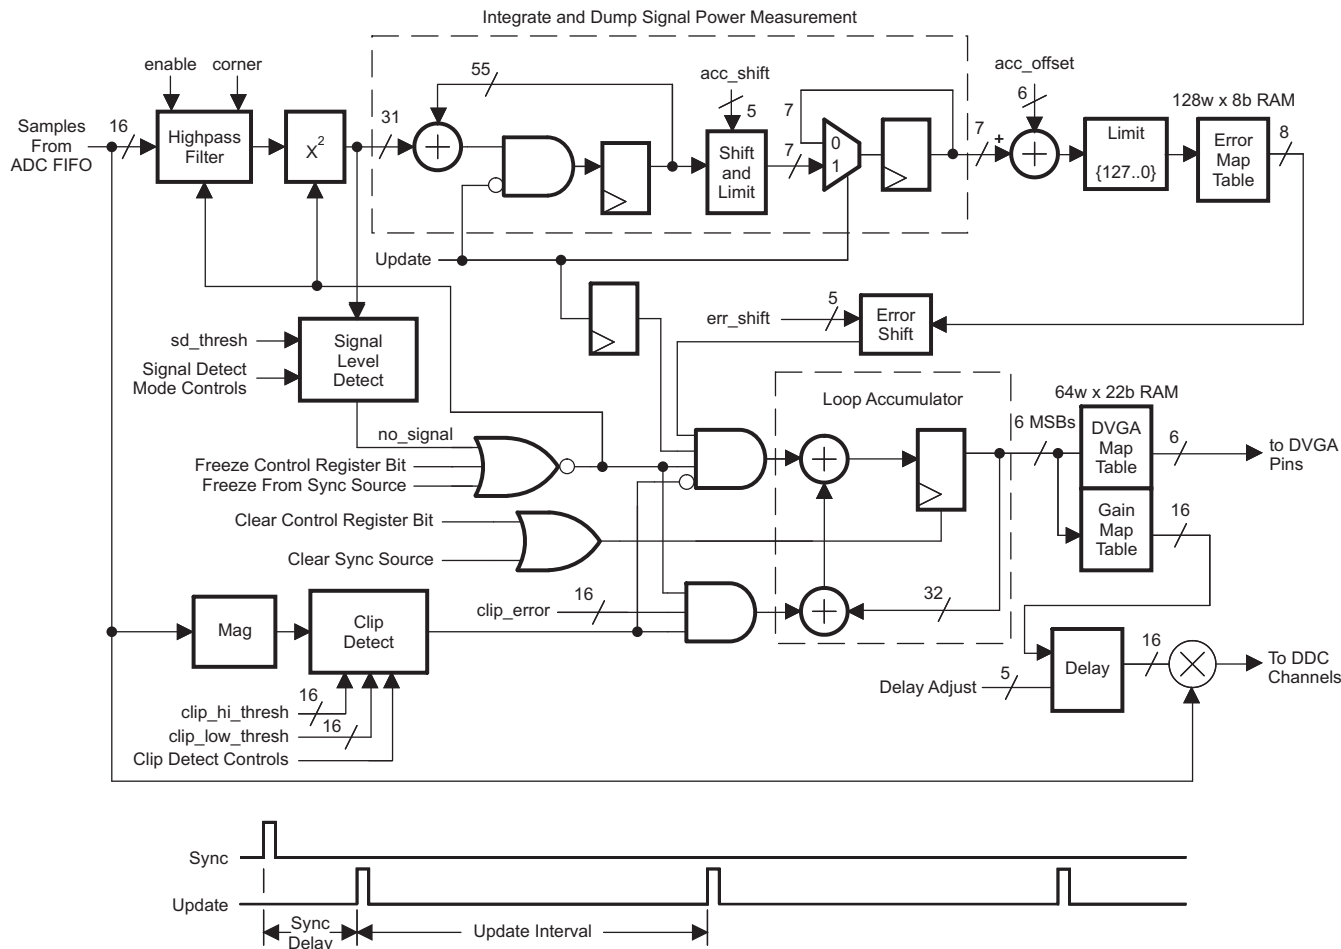 Integrate and Dump Signal Power Measurement
enable
corner
55
acc_shift
acc_offset
Samples
From
ADC FIFO
16
Highpass
Filter
X2
31
5
Shift
and
Limit
7
7
0
1
7
+
6
Limit
{127..0}
128w x 8b RAM
Error
Map
Table
8
Update
sd_thresh
Signal Detect
Mode Controls
Signal
Level
Detect
err_shift
5
Error
Shift
Loop Accumulator
64w x 22b RAM
no_signal
Freeze Control Register Bit
Freeze From Sync Source
6 MSBs
DVGA
Map
Table
6
to DVGA
Pins
Clear Control Register Bit
Clear Sync Source
Gain
Map
Table
16
clip_error
16
32
Mag
Clip
Detect
Delay Adjust
5
Delay
16
To DDC
Channels
clip_hi_thresh
16
clip_low_thresh
16
Clip Detect Controls
Sync
Update
Sync
Delay
Update Interval